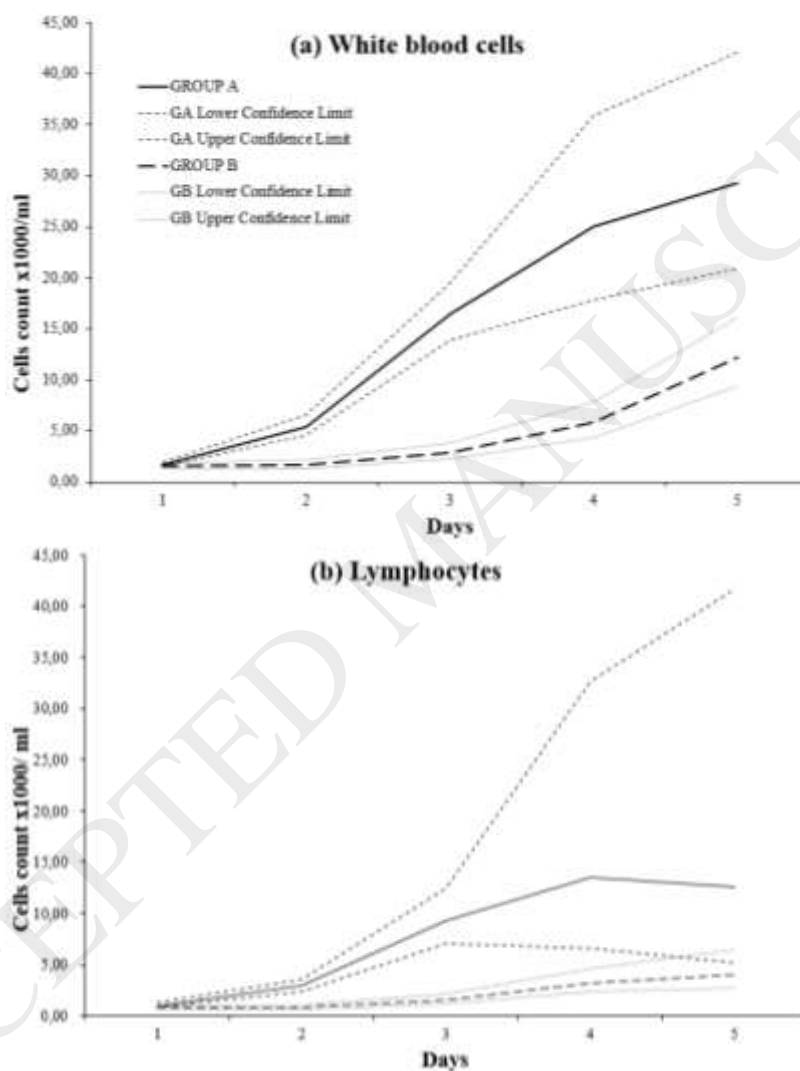 (a) White blood cells
GROUP A
GA Lower Confidence Limit
GA Upper Confidence Limit
GROUP B
GB Lower Confidence Limit
GB Upper Confidence Limit
Cells count x1000/ml
45,00
40,00
35,00
30,00
25,00
20,00
15,00
10,00
5,00
0,00
1 2 3 4 5
Days
(b) Lymphocytes
Cells count x1000/ ml
45,00
40,00
35,00
30,00
25,00
20,00
15,00
10,00
5,00
0,00
1 2 3 4 5
Days
CEPTED MANUSC